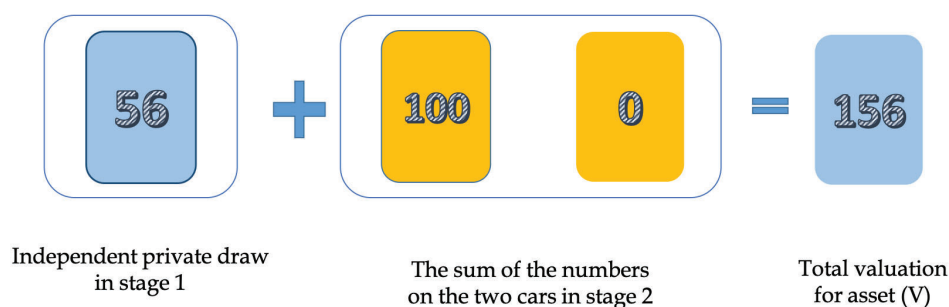 56 + 100 0 = 156
Independent private draw
in stage 1
The sum of the numbers
on the two cars in stage 2
Total valuation
for asset (V)